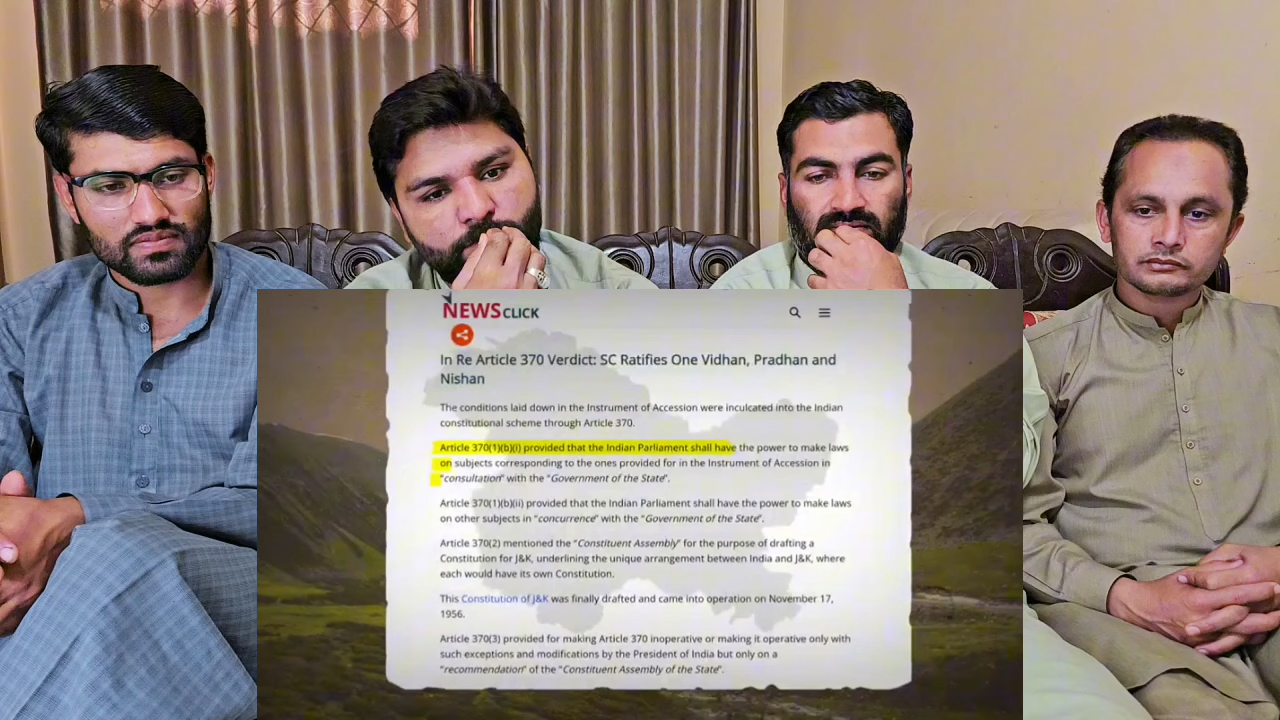 NEWSCLICK
In Re Article 370 Verdict: SC Ratifies One Vidhan, Pradhan and
Nishan
The conditions laid down in the Instrument of Accession were inculcated into the Indian
constitutional scheme through Article 370.
Article 370(1)(b)(i) provided that the Indian Parliament shall have the power to make laws
on subjects corresponding to the ones provided for in the Instrument of Accession in
"consultation" with the "Government of the State".
Article 370(1)(b)(ii) provided that the Indian Parliament shall have the power to make laws
on other subjects in "concurrence" with the "Government of the State".
Article 370(2) mentioned the "Constituent Assembly" for the purpose of drafting a
Constitution for J&K, underlining the unique arrangement between India and J&K, where
each would have its own Constitution.
This Constitution of J&K was finally drafted and came into operation on November 17,
1956.
Article 370(3) provided for making Article 370 inoperative or making it operative only with
such exceptions and modifications by the President of India but only on a
"recommendation" of the "Constituent Assembly of the State".